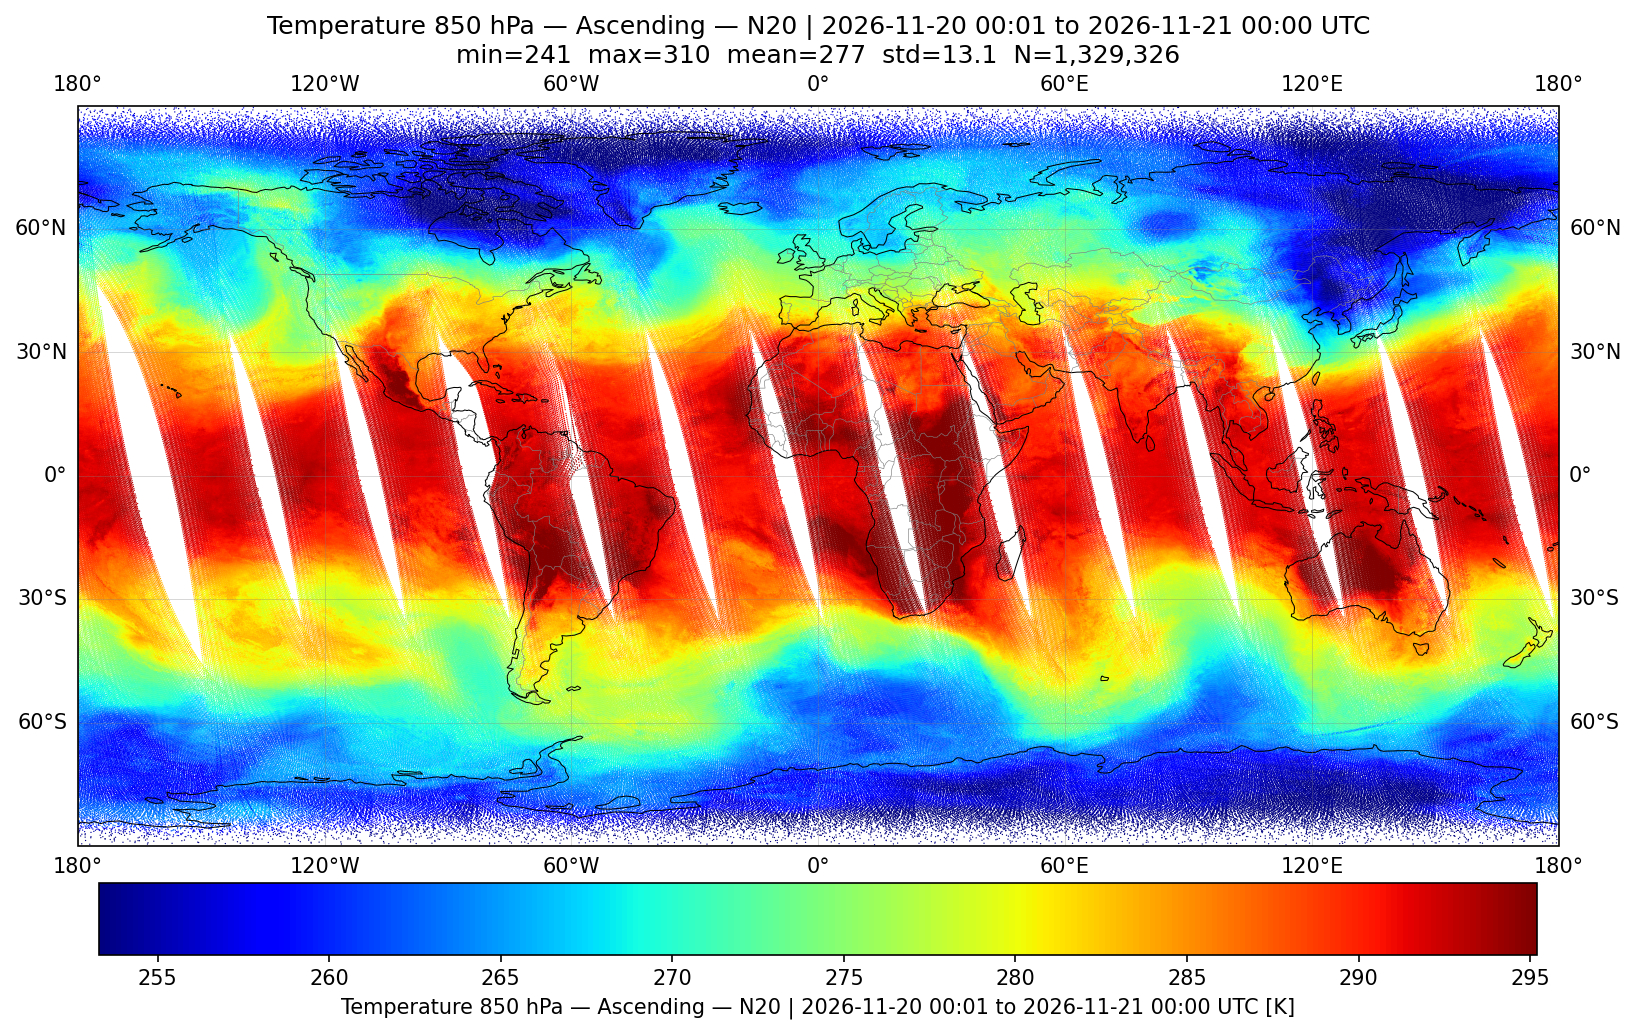 Temperature 850 hPa — Ascending — N20 | 2026-11-20 00:01 to 2026-11-21 00:00 UTC
min=241 max=310 mean=277 std=13.1 N=1,329,326
180° 120°W 60°W 0° 60°E 120°E 180°
60°N 60°N
30°N 30°N
0° 0°
30°S 30°S
60°S 60°S
180° 120°W 60°W 0° 60°E 120°E 180°
255 260 265 270 275 280 285 290 295
Temperature 850 hPa — Ascending — N20 | 2026-11-20 00:01 to 2026-11-21 00:00 UTC [K]